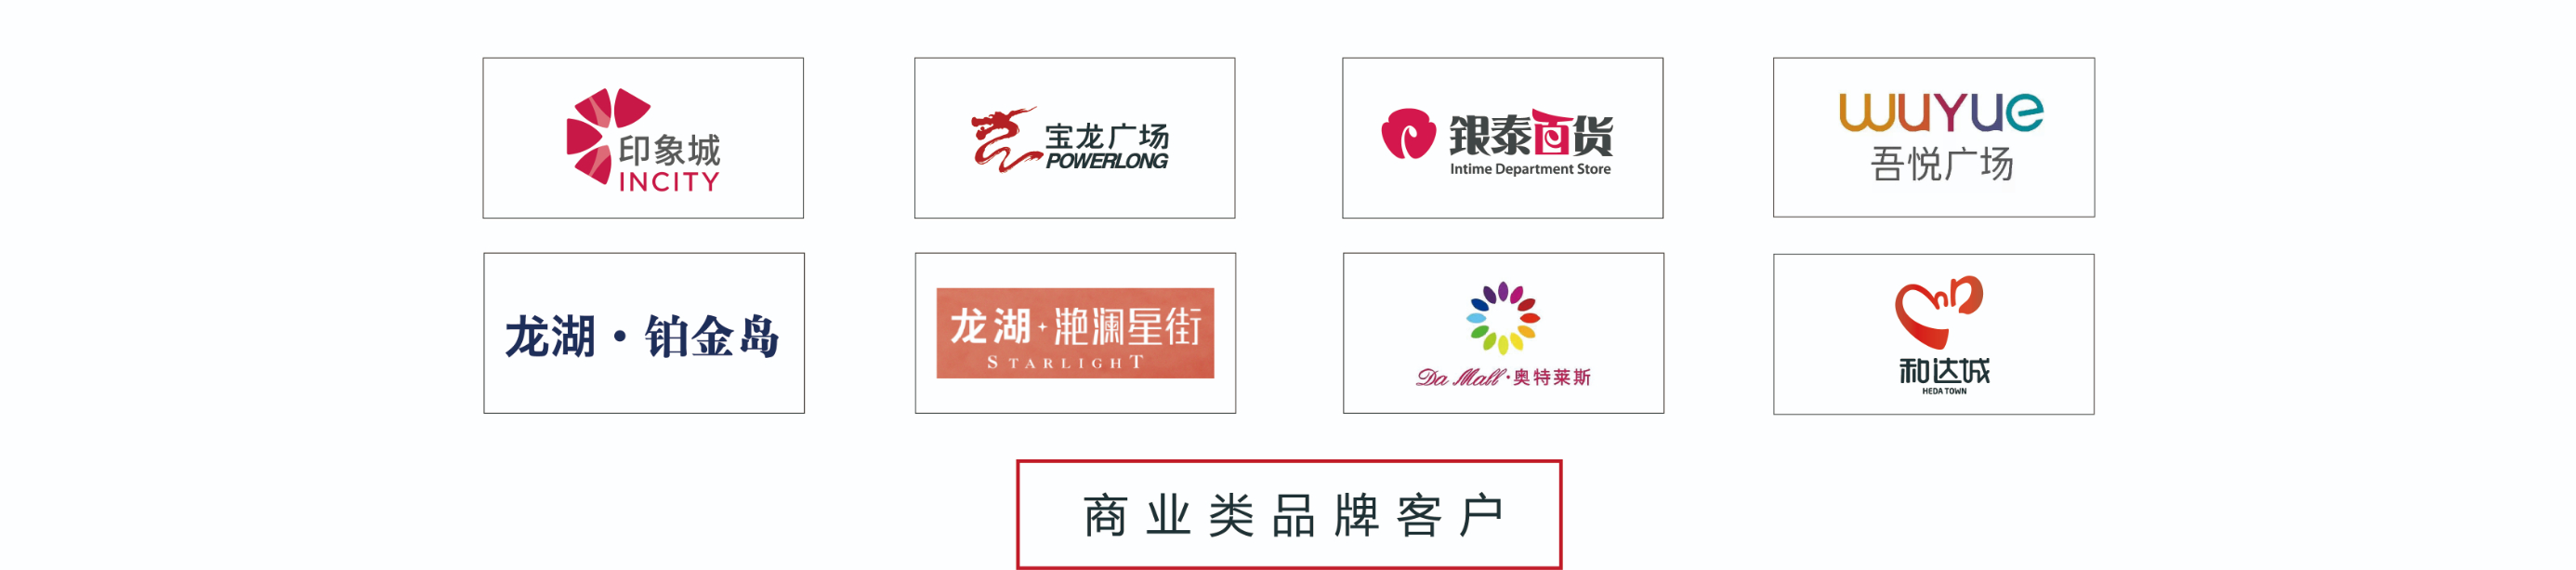 印象城
INCITY
宝龙广场
POWERLONG
銀泰百货
Intime Department Store
wuyue
吾悦广场
龙湖·铂金岛
龙湖·滟澜星街
STARLIGHT
Da Mall·奥特莱斯
和达城
HEDA TOWN
商业类品牌客户